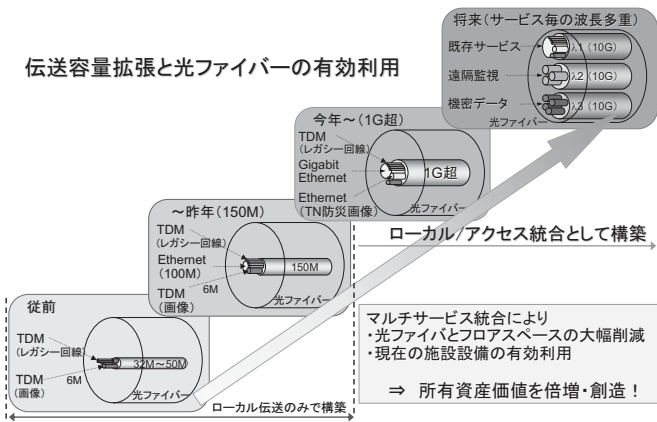 伝送容量拡張と光ファイバーの有効利用
将来(サービス毎の波長多重)
既存サービス
λ1 (10G)
遠隔監視
λ2 (10G)
機密データ
λ3 (10G)
光ファイバー
今年~(1G超)
TDM
(レガシー回線)
Gigabit
Ethernet
1G超
Ethernet
(TN防災画像)
光ファイバー
~昨年(150M)
TDM
(レガシー回線)
Ethernet
(100M)
150M
TDM
(画像)
6M
光ファイバー
従前
TDM
(レガシー回線)
32M~50M
TDM
(画像)
6M
光ファイバー
ローカル伝送のみで構築
ローカル/アクセス統合として構築
マルチサービス統合により
・光ファイバとフロアスペースの大幅削減
・現在の施設設備の有効利用
⇒ 所有資産価値を倍増・創造!